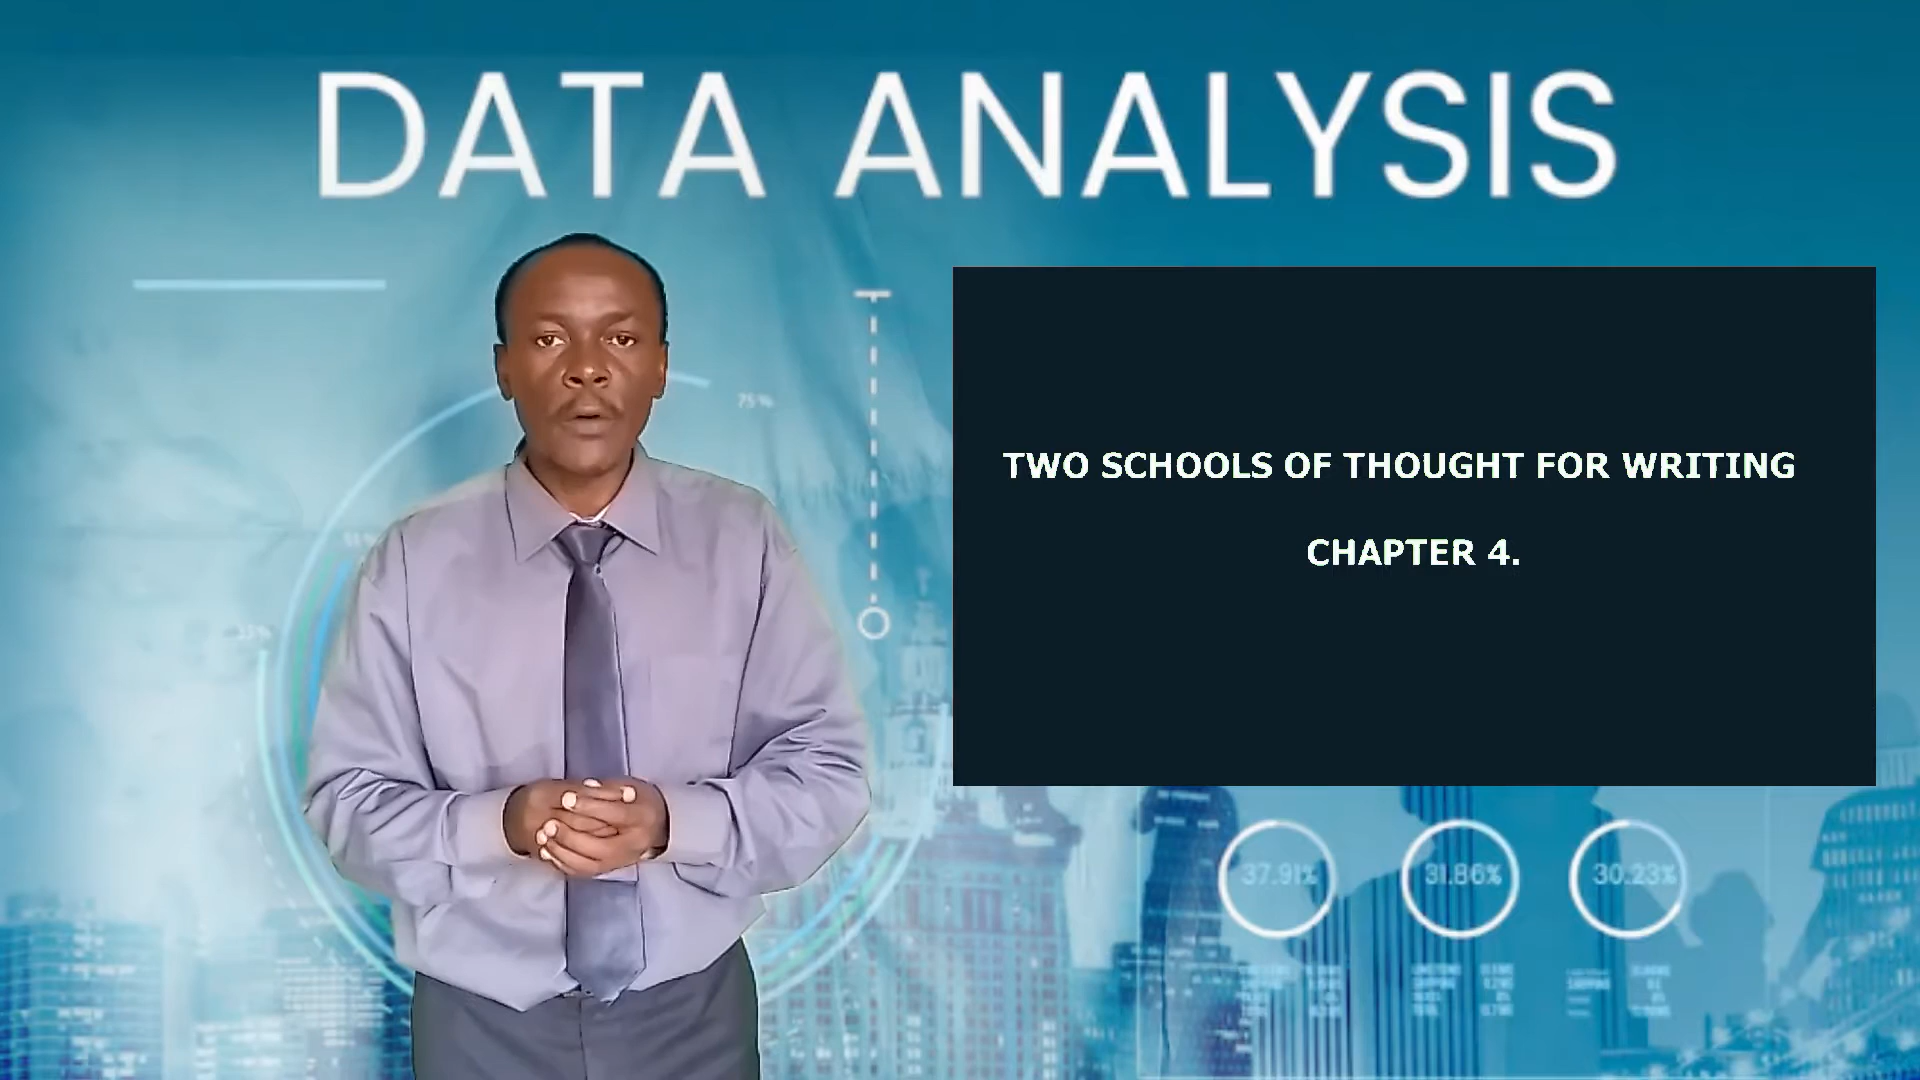 DATA ANALYSIS
75%
TWO SCHOOLS OF THOUGHT FOR WRITING
CHAPTER 4.
37.91%
31.86%
30.23%